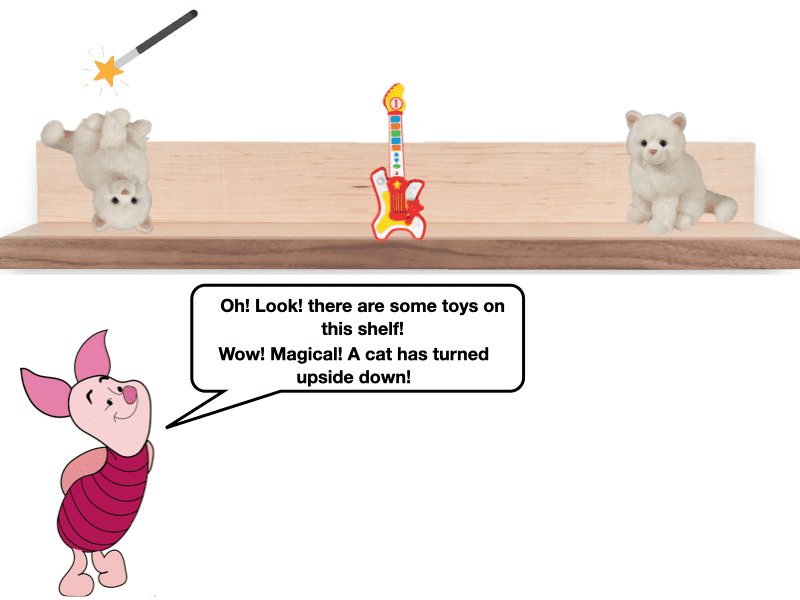 Oh! Look! there are some toys on
this shelf!
Wow! Magical! A cat has turned
upside down!